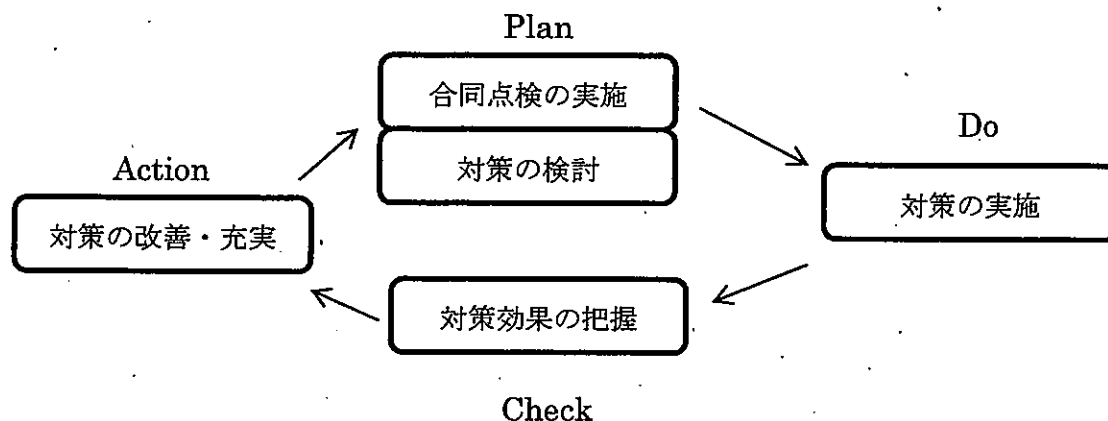 Plan
合同点検の実施
対策の検討
Do
対策の実施
Check
対策効果の把握
Action
対策の改善・充実